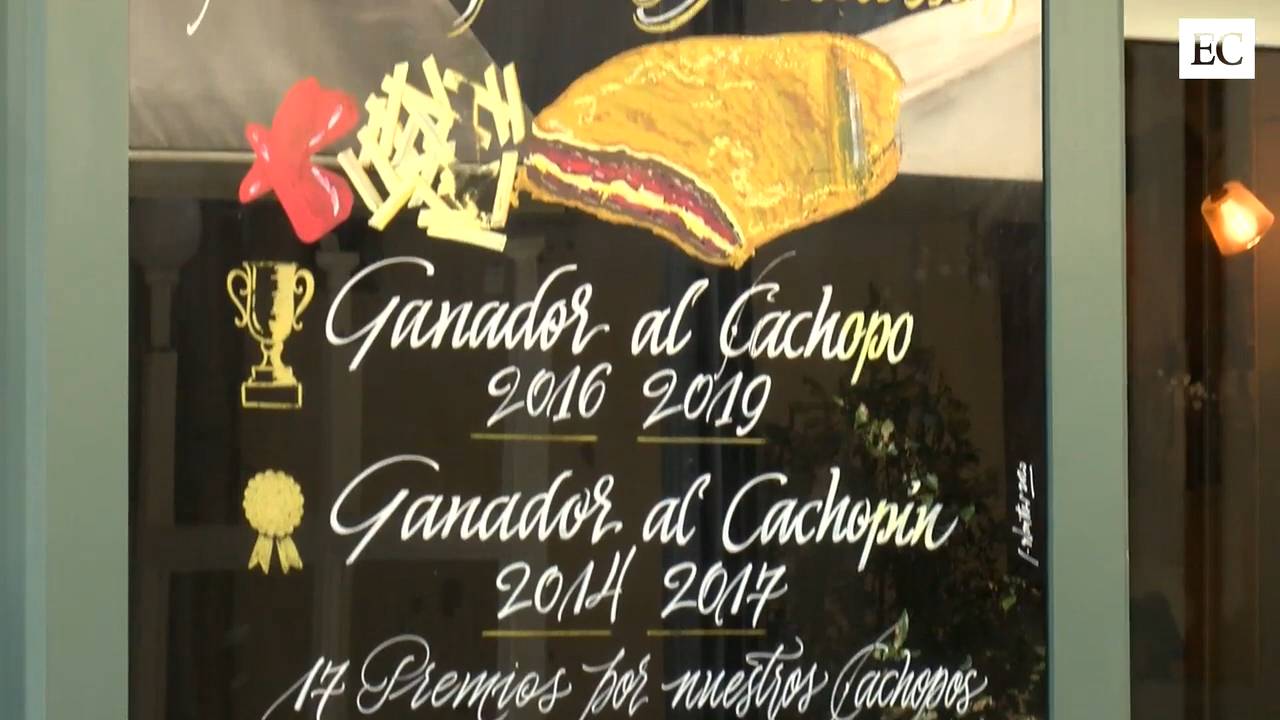 EC
Ganador al Cachopo
2016 2019
Ganador al Cachopín
2014 2017
17 Premios por nuestros Cachopos